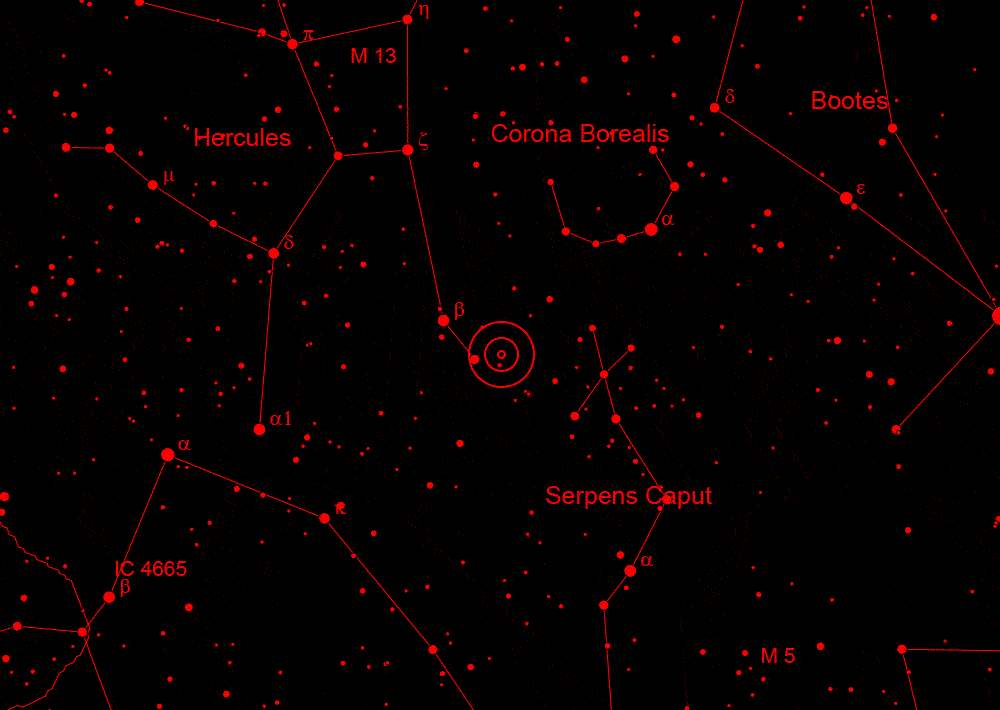 η
π
M 13
δ
Bootes
Hercules
Corona Borealis
ζ
μ
ε
α
δ
β
α1
α
Serpens Caput
κ
α
IC 4665
β
M 5